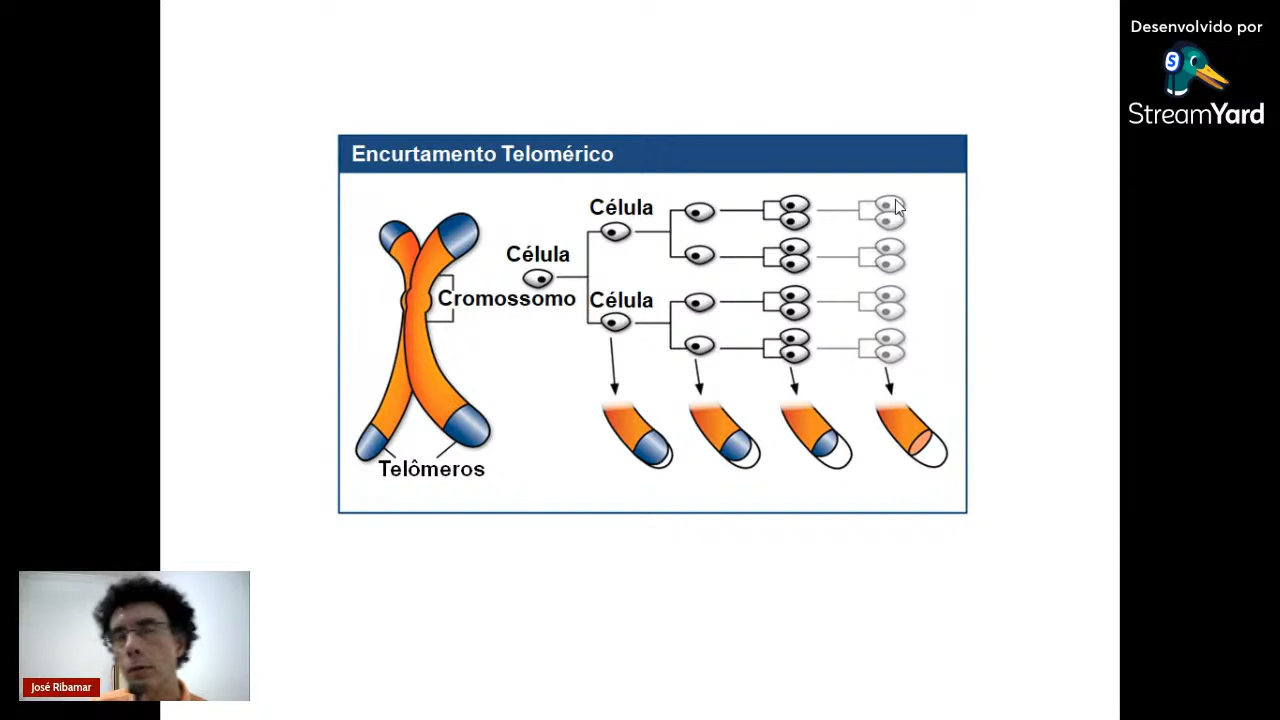 Desenvolvido por
S
StreamYard
Encurtamento Telomérico
Célula
Célula
Cromossomo
Célula
Telômeros
José Ribamar